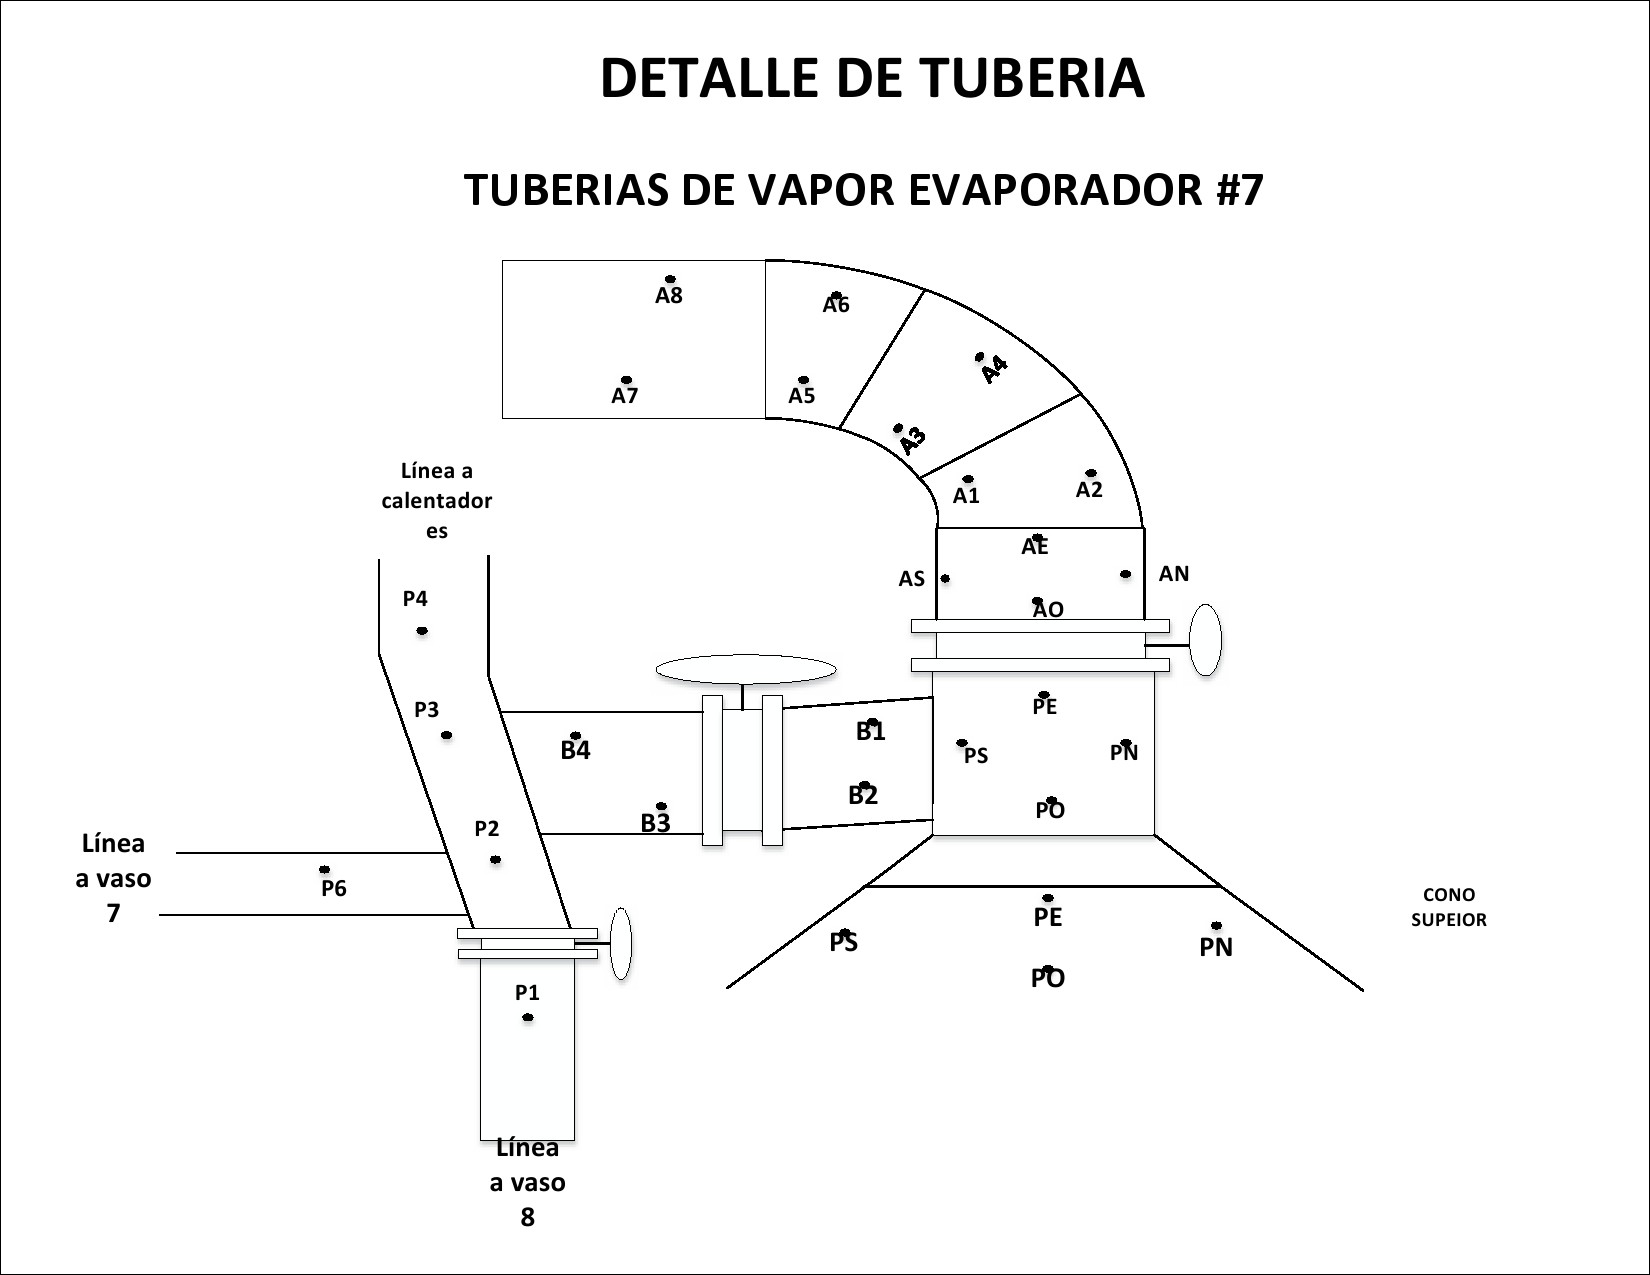 DETALLE DE TUBERIA
TUBERIAS DE VAPOR EVAPORADOR #7
A8
A6
A4
A7
A5
A3
A1
A2
Línea a
calentador
es
AE
AS
AN
AO
P4
P3
PE
B1
B4
PS
PN
B2
PO
B3
P2
Línea
a vaso
7
P6
CONO
SUPEIOR
PE
PS
PN
PO
P1
Línea
a vaso
8